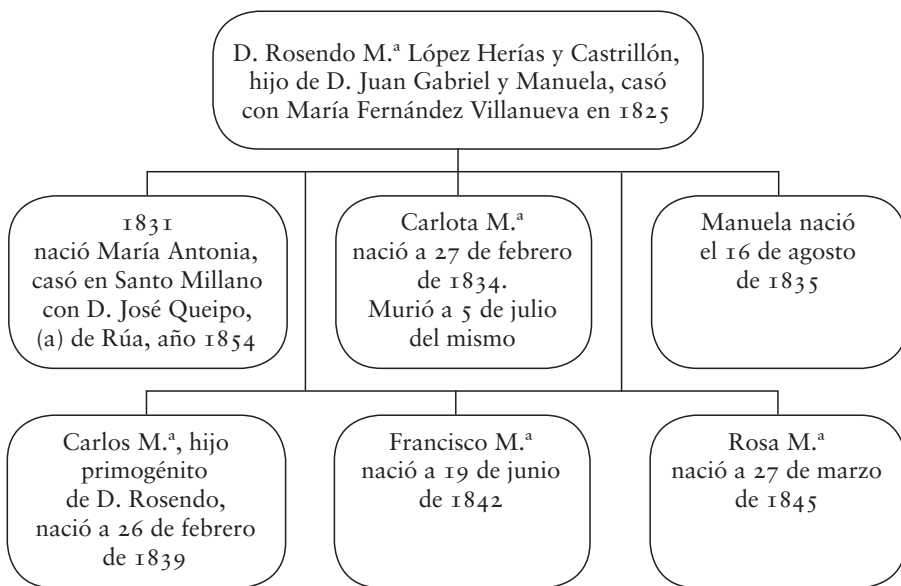 D. Rosendo M.ª López Herías y Castrillón,
hijo de D. Juan Gabriel y Manuela, casó
con María Fernández Villanueva en 1825
1831
nació María Antonia,
casó en Santo Millano
con D. José Queipo,
(a) de Rúa, año 1854
Carlota M.ª
nació a 27 de febrero
de 1834.
Murió a 5 de julio
del mismo
Manuela nació
el 16 de agosto
de 1835
Carlos M.ª, hijo
primogénito
de D. Rosendo,
nació a 26 de febrero
de 1839
Francisco M.ª
nació a 19 de junio
de 1842
Rosa M.ª
nació a 27 de marzo
de 1845